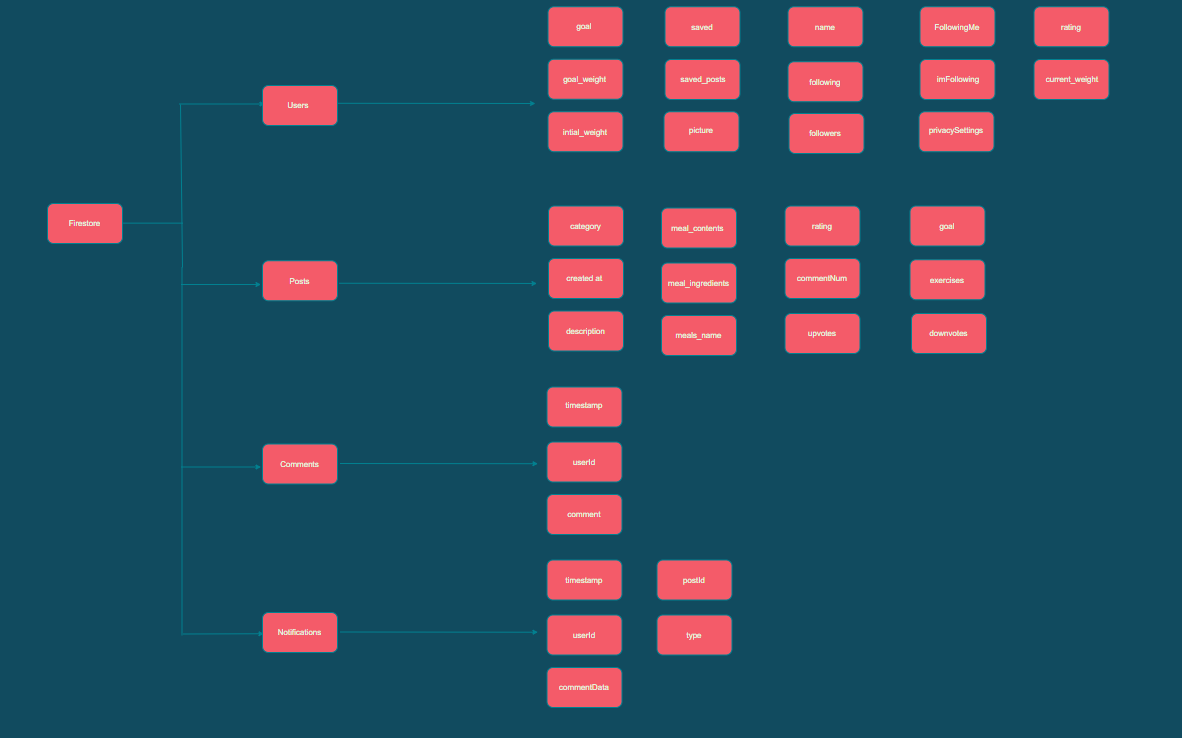 Firestore
Users
goal
saved
name
FollowingMe
rating
goal_weight
saved_posts
following
imFollowing
current_weight
intial_weight
picture
followers
privacySettings
Posts
category
meal_contents
rating
goal
created at
meal_ingredients
commentNum
exercises
description
meals_name
upvotes
downvotes
Comments
timestamp
userId
comment
Notifications
timestamp
postId
userId
type
commentData